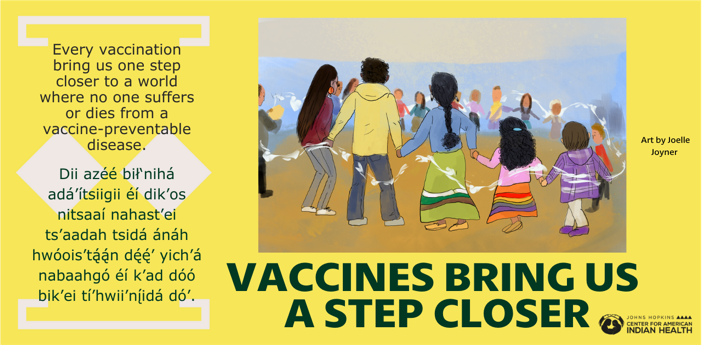 Every vaccination
bring us one step
closer to a world
where no one suffers
or dies from a
vaccine-preventable
disease.
Dii azéé bił'nihá
adá'ítsiigii éí dik'os
nitsaaí nahast'ei
ts'aadah tsidá ánáh
hwóois'tą́ą́n dę́ę́' yich'á
nabaahgó éí k'ad dóó
bik'ei tí'hwii'nį́idá dó'.
Art by Joelle
Joyner
VACCINES BRING US
A STEP CLOSER
JOHNS HOPKINS
CENTER FOR AMERICAN
INDIAN HEALTH